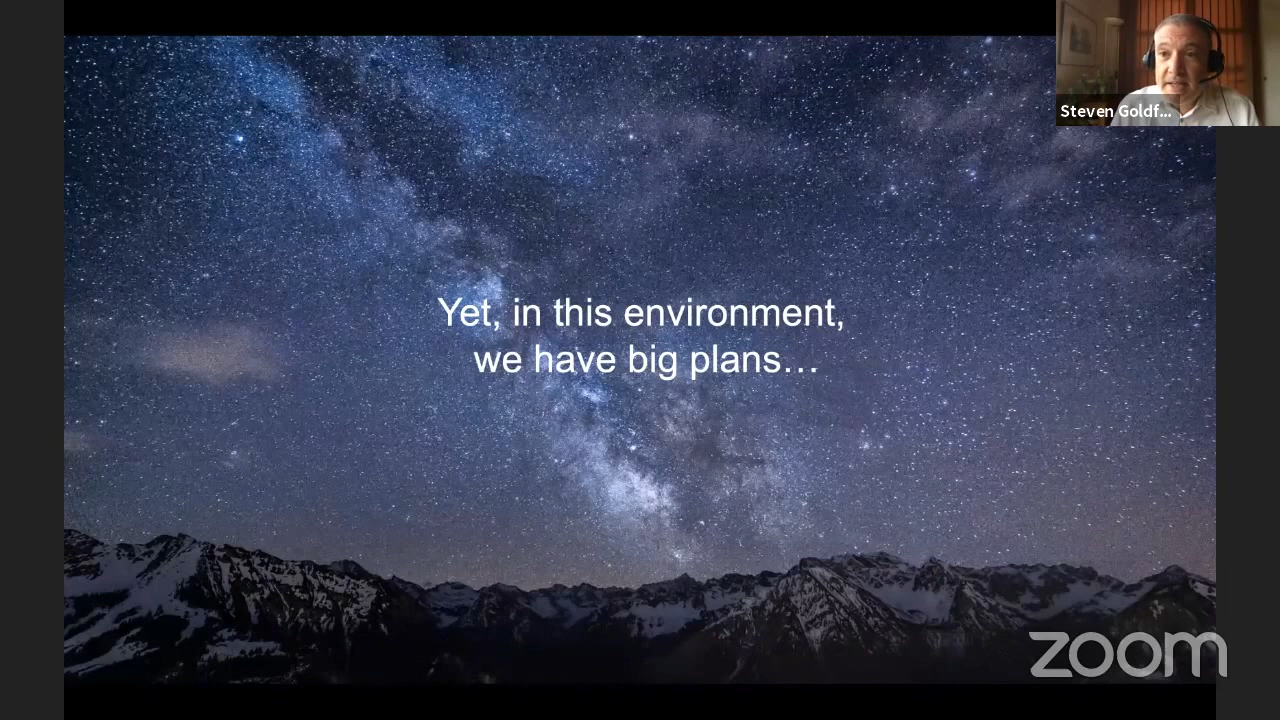 Steven Goldf...
Yet, in this environment,
we have big plans…
zoom